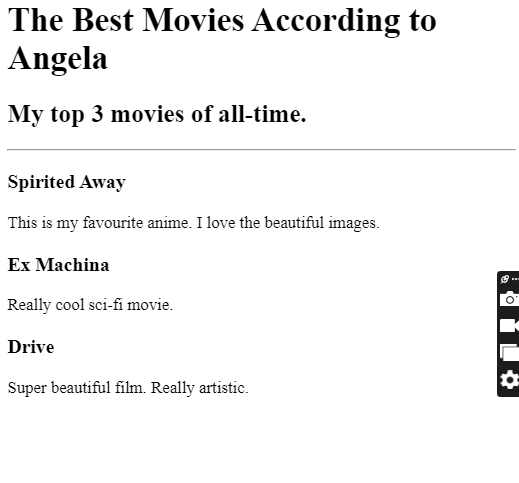 The Best Movies According to
Angela
My top 3 movies of all-time.
Spirited Away
This is my favourite anime. I love the beautiful images.
Ex Machina
Really cool sci-fi movie.
Drive
Super beautiful film. Really artistic.